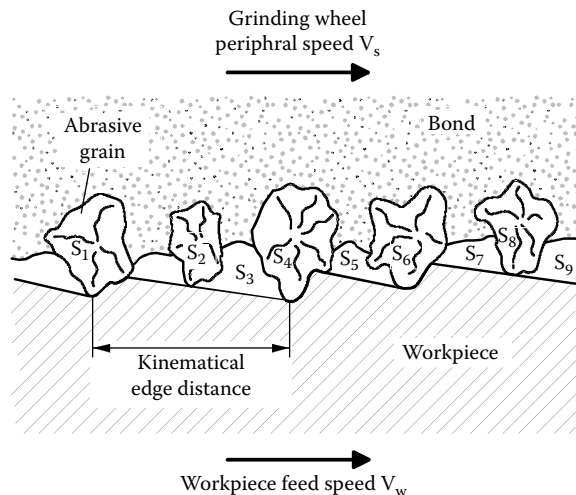 Grinding wheel
periphral speed V_s
Abrasive
grain
Bond
S_1
S_2
S_3
S_4
S_5
S_6
S_7
S_8
S_9
Kinematical
edge distance
Workpiece
Workpiece feed speed V_w